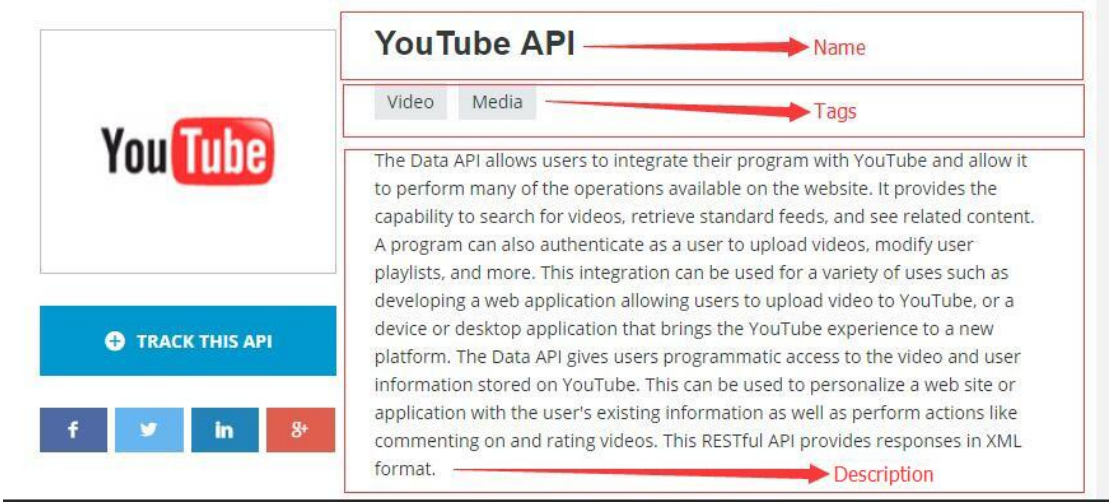 YouTube API
Name
Video Media
Tags
YouTube
The Data API allows users to integrate their program with YouTube and allow it
to perform many of the operations available on the website. It provides the
capability to search for videos, retrieve standard feeds, and see related content.
A program can also authenticate as a user to upload videos, modify user
playlists, and more. This integration can be used for a variety of uses such as
developing a web application allowing users to upload video to YouTube, or a
device or desktop application that brings the YouTube experience to a new
platform. The Data API gives users programmatic access to the video and user
information stored on YouTube. This can be used to personalize a web site or
application with the user's existing information as well as perform actions like
commenting on and rating videos. This RESTful API provides responses in XML
format.
Description
TRACK THIS API
f
in
g+